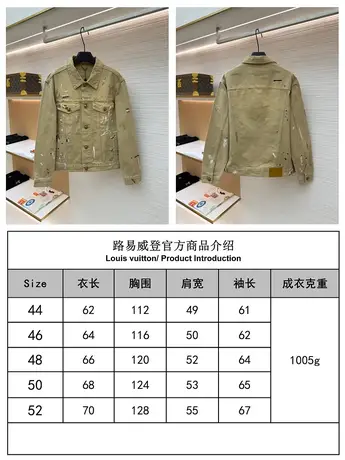 路易威登官方商品介绍
Louis vuitton/ Product Introduction
Size 衣长 胸围 肩宽 袖长 成衣克重
44 62 112 49 61
46 64 116 50 62
48 66 120 52 64 1005g
50 68 124 53 65
52 70 128 55 67